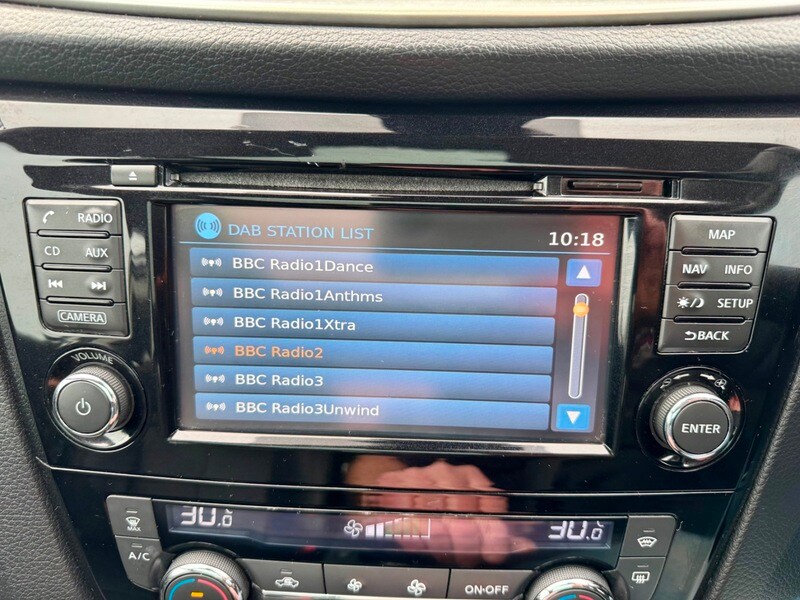 RADIO
CD AUX
CAMERA
VOLUME
DAB STATION LIST
10:18
BBC Radio1Dance
BBC Radio1Anthms
BBC Radio1Xtra
BBC Radio2
BBC Radio3
BBC Radio3Unwind
MAP
NAV INFO
SETUP
BACK
ENTER
MAX
A/C
30.0
30.0
ON·OFF